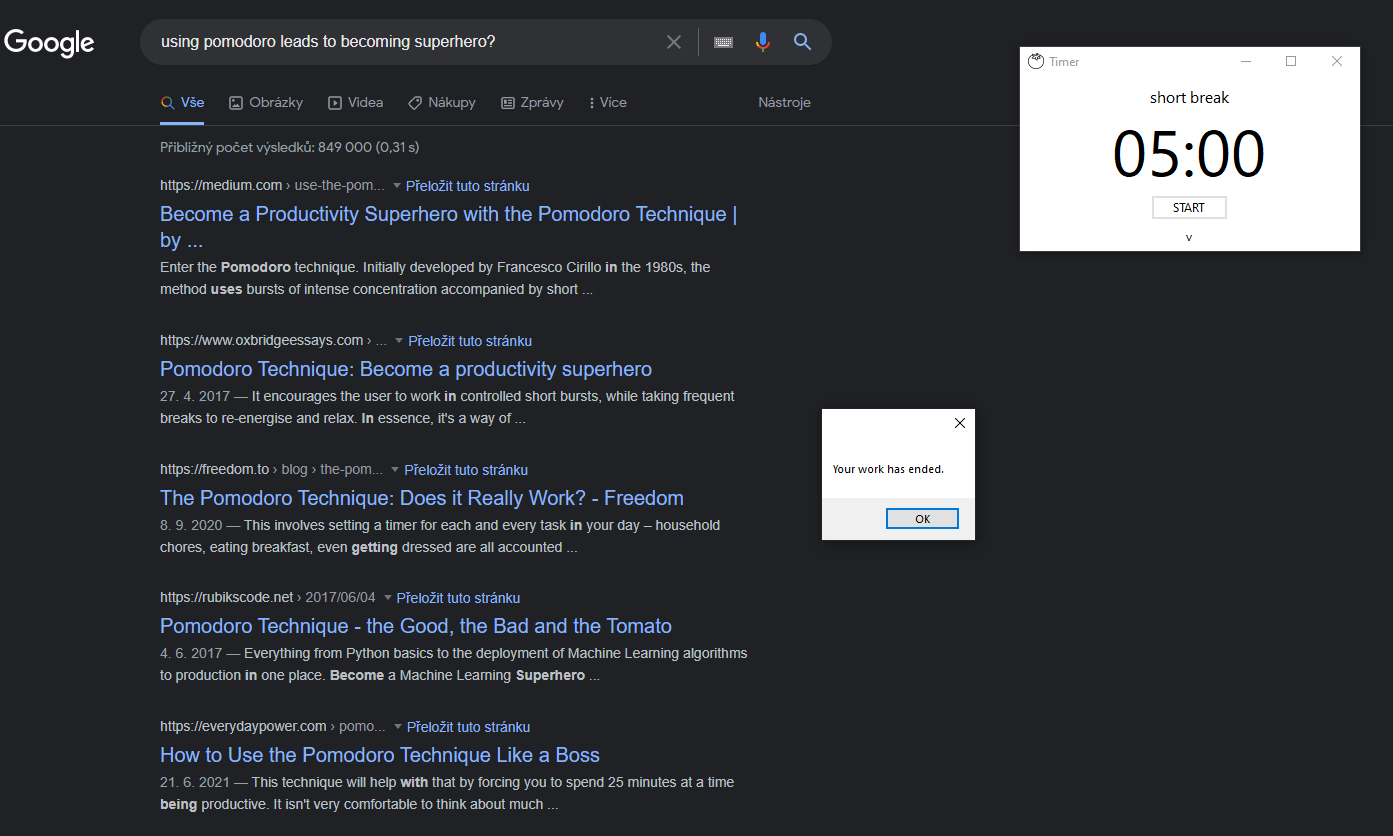 Google
using pomodoro leads to becoming superhero?
Vše Obrázky Videa Nákupy Zprávy Více Nástroje
Přibližný počet výsledků: 849 000 (0,31 s)
https://medium.com › use-the-pom... Přeložit tuto stránku
Become a Productivity Superhero with the Pomodoro Technique |
by ...
Enter the Pomodoro technique. Initially developed by Francesco Cirillo in the 1980s, the
method uses bursts of intense concentration accompanied by short ...
https://www.oxbridgeessays.com › ... Přeložit tuto stránku
Pomodoro Technique: Become a productivity superhero
27. 4. 2017 — It encourages the user to work in controlled short bursts, while taking frequent
breaks to re-energise and relax. In essence, it's a way of ...
https://freedom.to › blog › the-pom... Přeložit tuto stránku
The Pomodoro Technique: Does it Really Work? - Freedom
8. 9. 2020 — This involves setting a timer for each and every task in your day – household
chores, eating breakfast, even getting dressed are all accounted ...
https://rubikscode.net › 2017/06/04 Přeložit tuto stránku
Pomodoro Technique - the Good, the Bad and the Tomato
4. 6. 2017 — Everything from Python basics to the deployment of Machine Learning algorithms
to production in one place. Become a Machine Learning Superhero ...
https://everydaypower.com › pomo... Přeložit tuto stránku
How to Use the Pomodoro Technique Like a Boss
21. 6. 2021 — This technique will help with that by forcing you to spend 25 minutes at a time
being productive. It isn't very comfortable to think about much ...
Timer
short break
05:00
START
v
Your work has ended.
OK